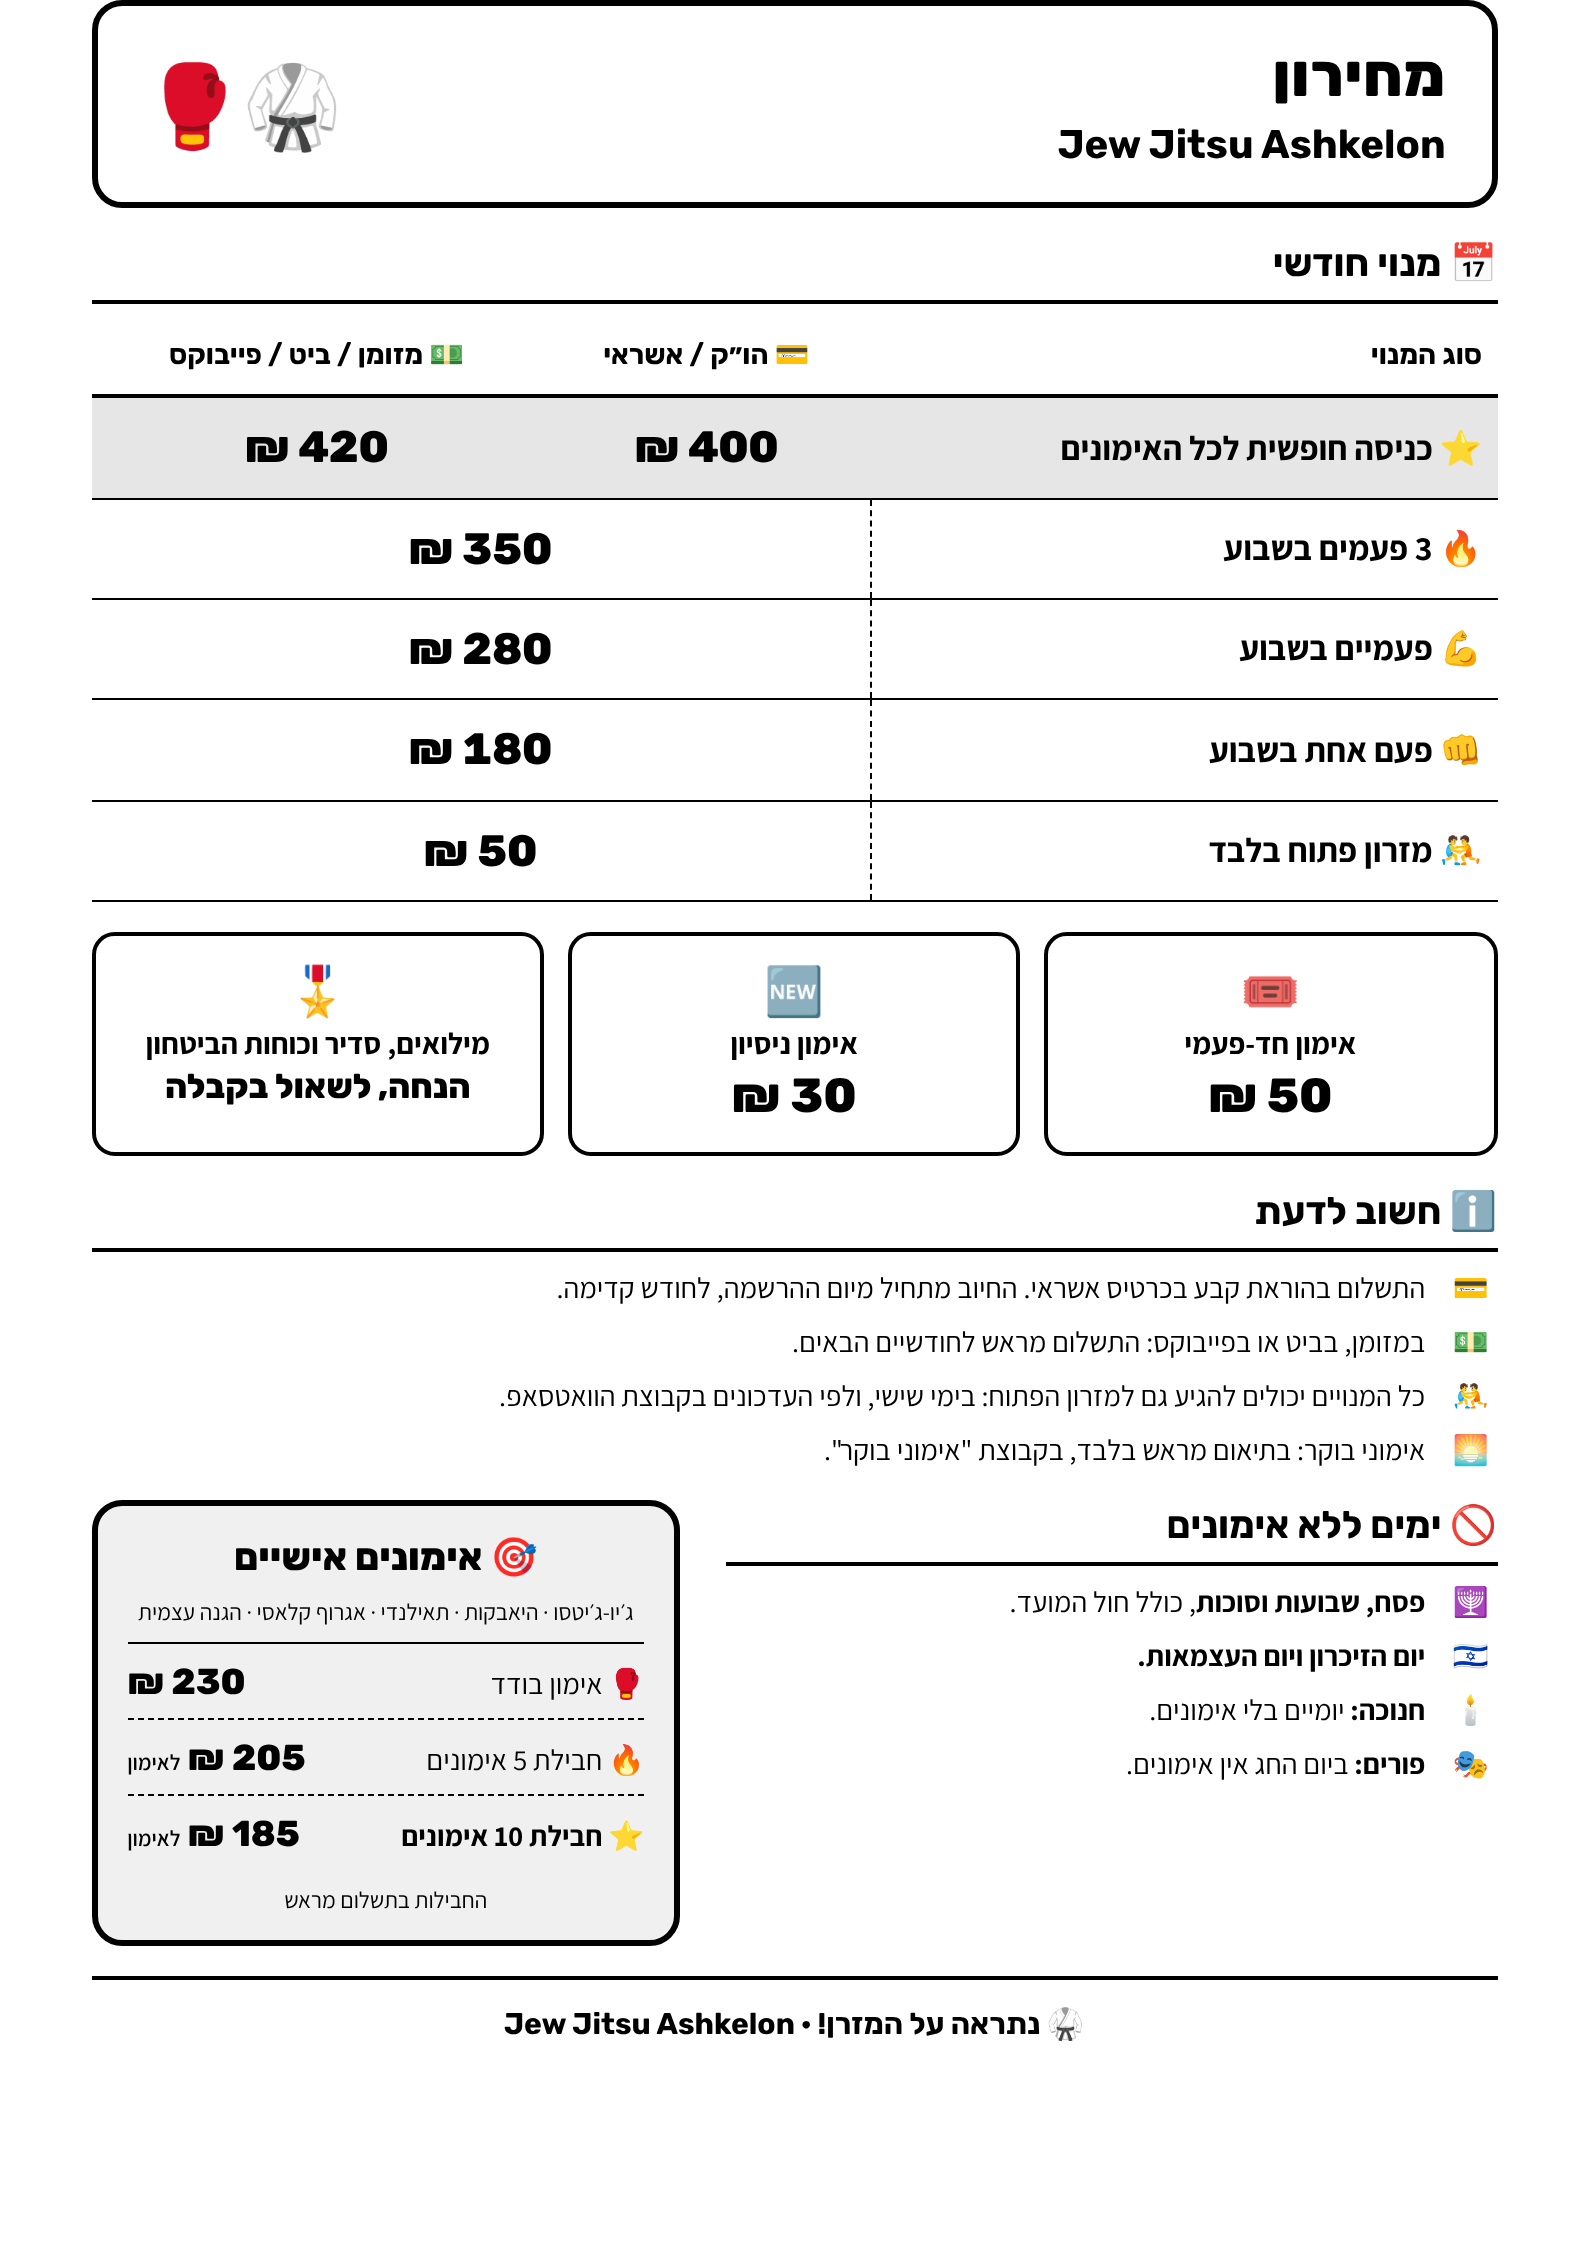 מחירון
Jew Jitsu Ashkelon
📅 מנוי חודשי
סוג המנוי 💳 הו״ק / אשראי 💵 מזומן / ביט / פייבוקס
⭐ כניסה חופשית לכל האימונים 400 ₪ 420 ₪
🔥 3 פעמים בשבוע 350 ₪
💪 פעמיים בשבוע 280 ₪
👊 פעם אחת בשבוע 180 ₪
🤼 מזרון פתוח בלבד 50 ₪
אימון חד-פעמי
50 ₪
NEW
אימון ניסיון
30 ₪
מילואים, סדיר וכוחות הביטחון
הנחה, לשאול בקבלה
ℹ️ חשוב לדעת
💳 התשלום בהוראת קבע בכרטיס אשראי. החיוב מתחיל מיום ההרשמה, לחודש קדימה.
💵 במזומן, בביט או בפייבוקס: התשלום מראש לחודשיים הבאים.
🤼 כל המנויים יכולים להגיע גם למזרון הפתוח: בימי שישי, ולפי העדכונים בקבוצת הוואטסאפ.
🌅 אימוני בוקר: בתיאום מראש בלבד, בקבוצת "אימוני בוקר".
🚫 ימים ללא אימונים
🕎 פסח, שבועות וסוכות, כולל חול המועד.
🇮🇱 יום הזיכרון ויום העצמאות.
🕯️ חנוכה: יומיים בלי אימונים.
🎭 פורים: ביום החג אין אימונים.
🎯 אימונים אישיים
ג׳יו-ג׳יטסו · היאבקות · תאילנדי · אגרוף קלאסי · הגנה עצמית
🥊 אימון בודד 230 ₪
🔥 חבילת 5 אימונים 205 ₪ לאימון
⭐ חבילת 10 אימונים 185 ₪ לאימון
החבילות בתשלום מראש
🥋 נתראה על המזרן! • Jew Jitsu Ashkelon